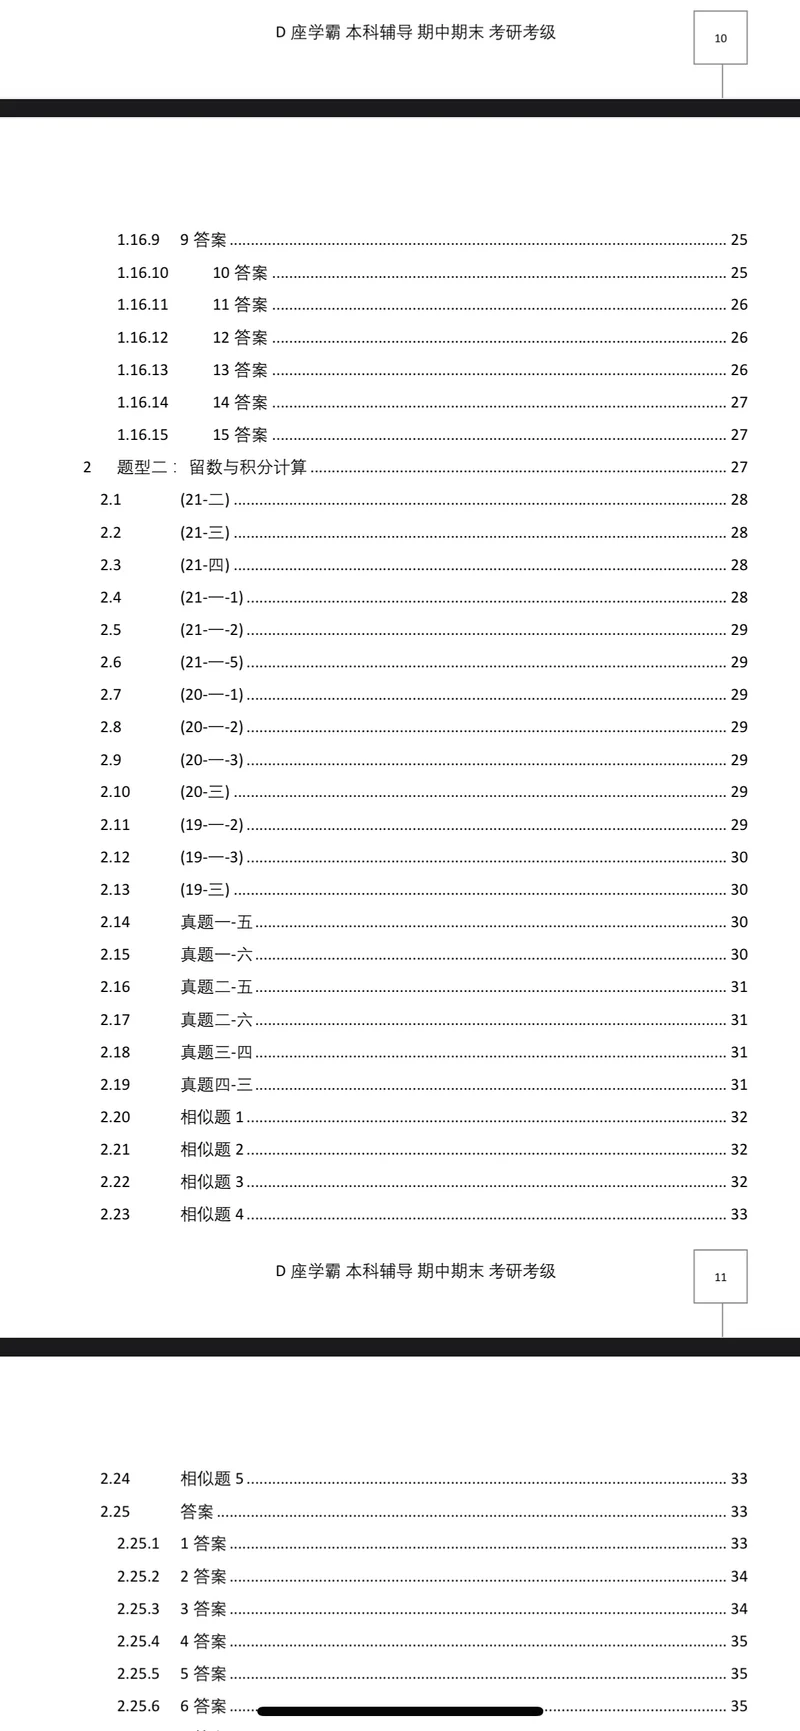 D 座学霸 本科辅导 期中期末 考研考级
10
1.16.9 9 答案 25
1.16.10 10 答案 25
1.16.11 11 答案 26
1.16.12 12 答案 26
1.16.13 13 答案 26
1.16.14 14 答案 27
1.16.15 15 答案 27
2 题型二： 留数与积分计算 27
2.1 (21-二) 28
2.2 (21-三) 28
2.3 (21-四) 28
2.4 (21-一-1) 28
2.5 (21-一-2) 29
2.6 (21-一-5) 29
2.7 (20-一-1) 29
2.8 (20-一-2) 29
2.9 (20-一-3) 29
2.10 (20-三) 29
2.11 (19-一-2) 29
2.12 (19-一-3) 30
2.13 (19-三) 30
2.14 真题一-五 30
2.15 真题一-六 30
2.16 真题二-五 31
2.17 真题二-六 31
2.18 真题三-四 31
2.19 真题四-三 31
2.20 相似题 1 32
2.21 相似题 2 32
2.22 相似题 3 32
2.23 相似题 4 33
D 座学霸 本科辅导 期中期末 考研考级
11
2.24 相似题 5 33
2.25 答案 33
2.25.1 1 答案 33
2.25.2 2 答案 34
2.25.3 3 答案 34
2.25.4 4 答案 35
2.25.5 5 答案 35
2.25.6 6 答案 35